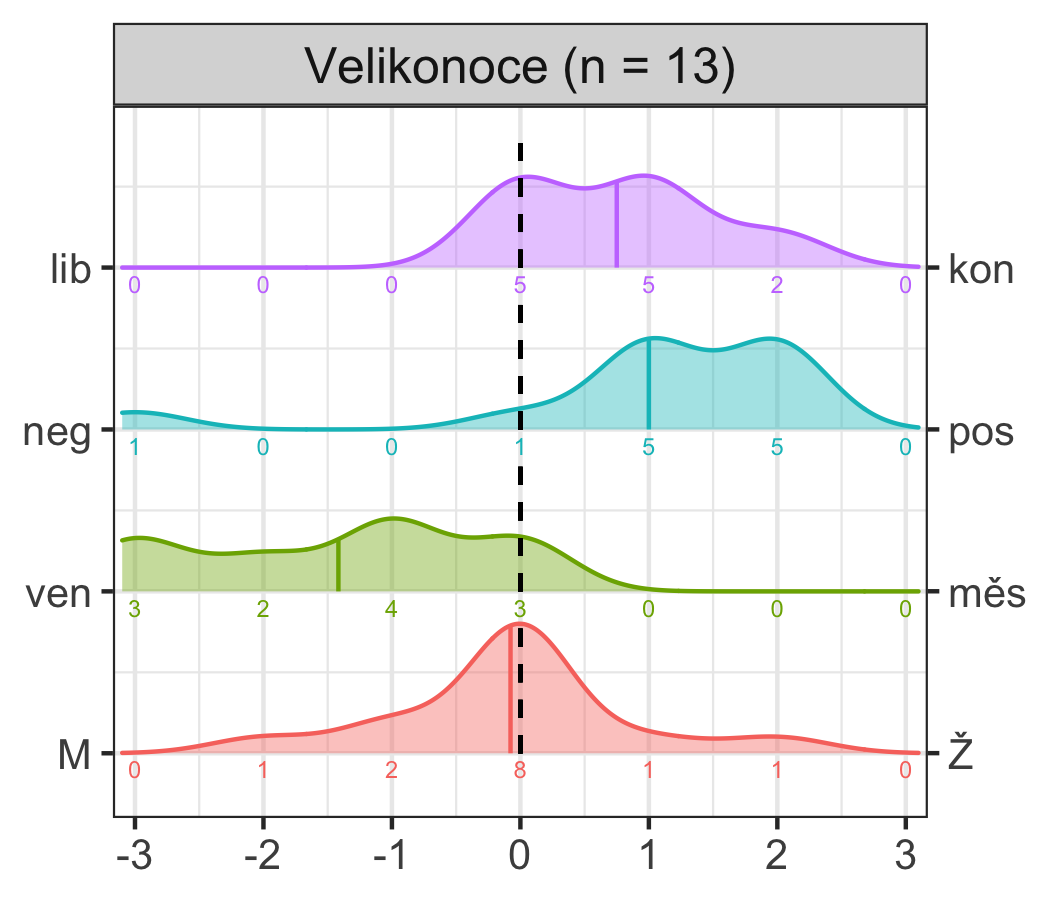 Velikonoce (n = 13)
lib kon
0 0 0 5 5 2 0
neg pos
1 0 0 1 5 5 0
ven měs
3 2 4 3 0 0 0
M Ž
0 1 2 8 1 1 0
-3 -2 -1 0 1 2 3